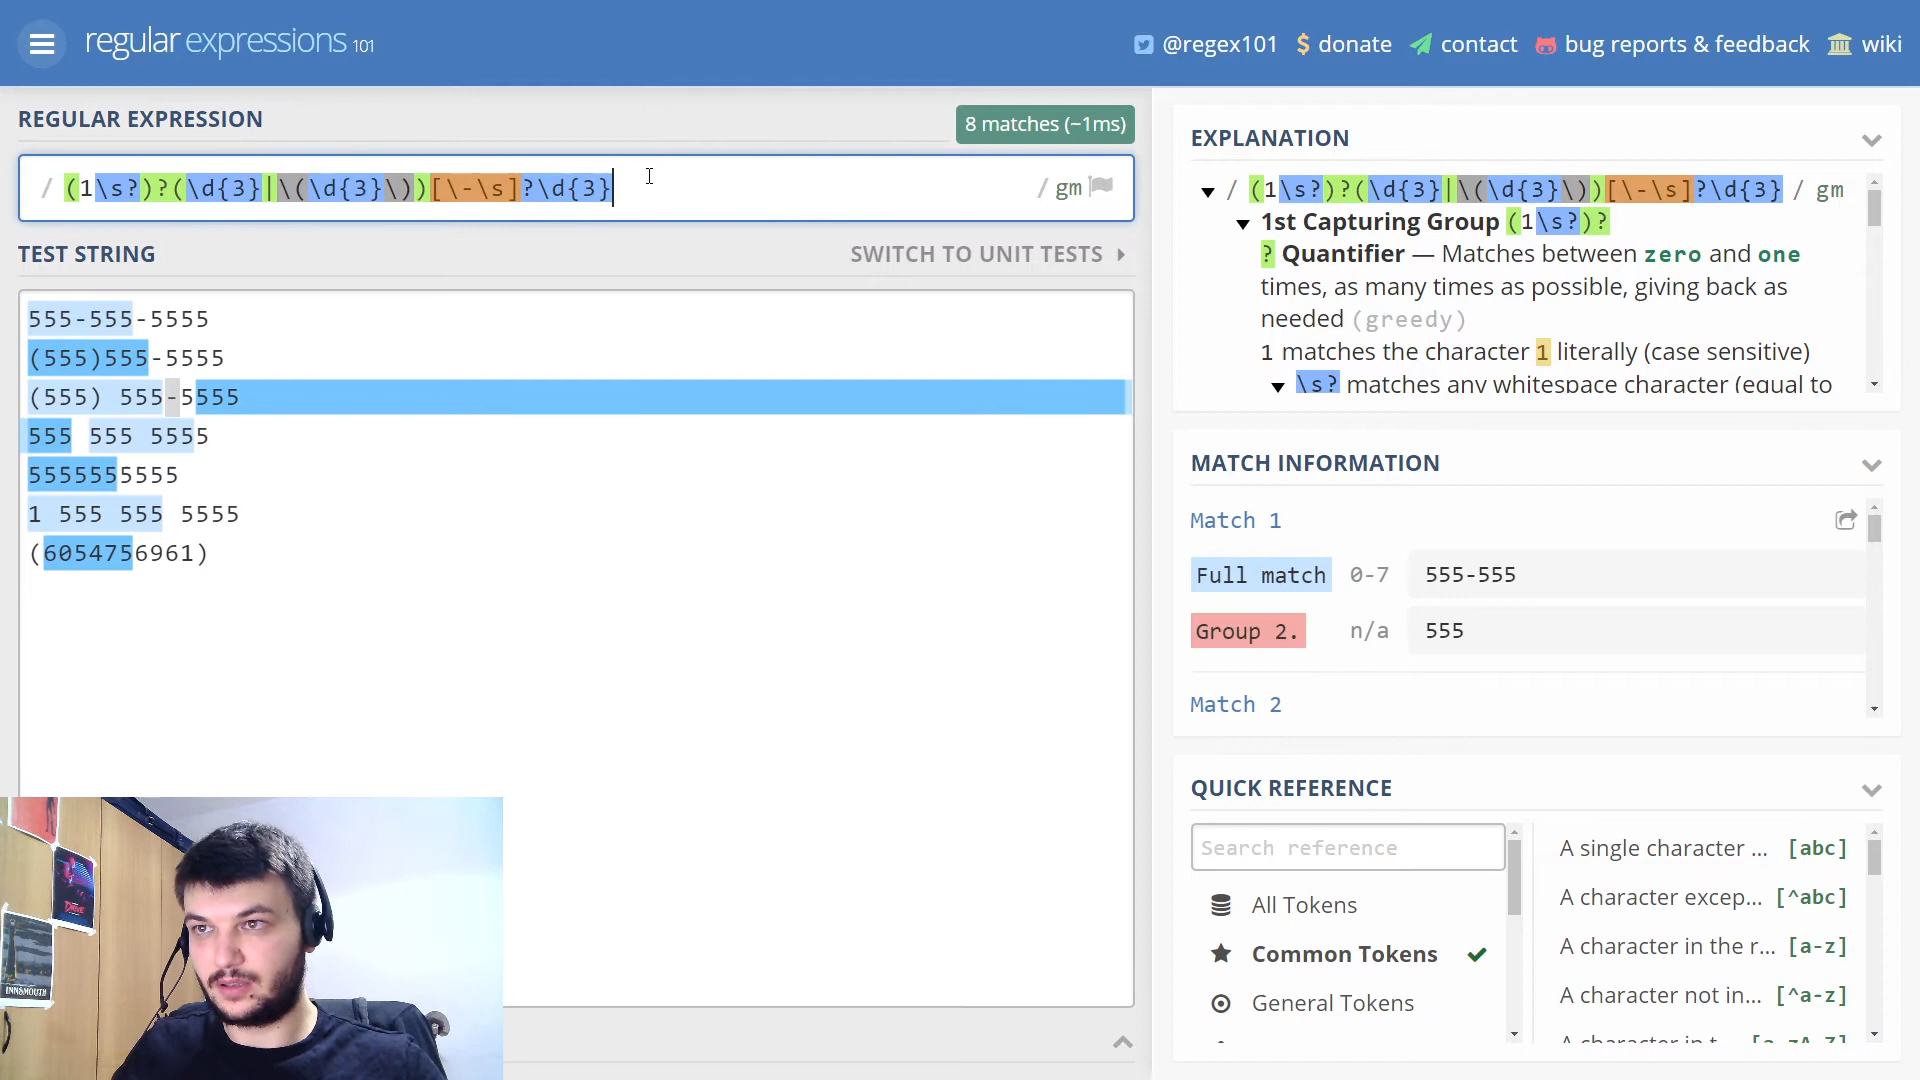 regular expressions 101
@regex101
donate
contact
bug reports & feedback
wiki
REGULAR EXPRESSION
8 matches (~1ms)
/ (1\s?)?(\d{3}|\(\d{3}\))[\-\s]?\d{3}
/ gm
TEST STRING
SWITCH TO UNIT TESTS
555-555-5555
(555)555-5555
(555) 555-5555
555 555 5555
5555555555
1 555 555 5555
(6054756961)
EXPLANATION
/ (1\s?)?(\d{3}|\(\d{3}\))[\-\s]?\d{3} / gm
1st Capturing Group (1\s?)?
? Quantifier — Matches between zero and one
times, as many times as possible, giving back as
needed (greedy)
1 matches the character 1 literally (case sensitive)
\s? matches any whitespace character (equal to
MATCH INFORMATION
Match 1
Full match 0-7 555-555
Group 2. n/a 555
Match 2
QUICK REFERENCE
Search reference
All Tokens
Common Tokens
General Tokens
A single character ... [abc]
A character excep... [^abc]
A character in the r... [a-z]
A character not in... [^a-z]
DRIVE
INNSMOUTH